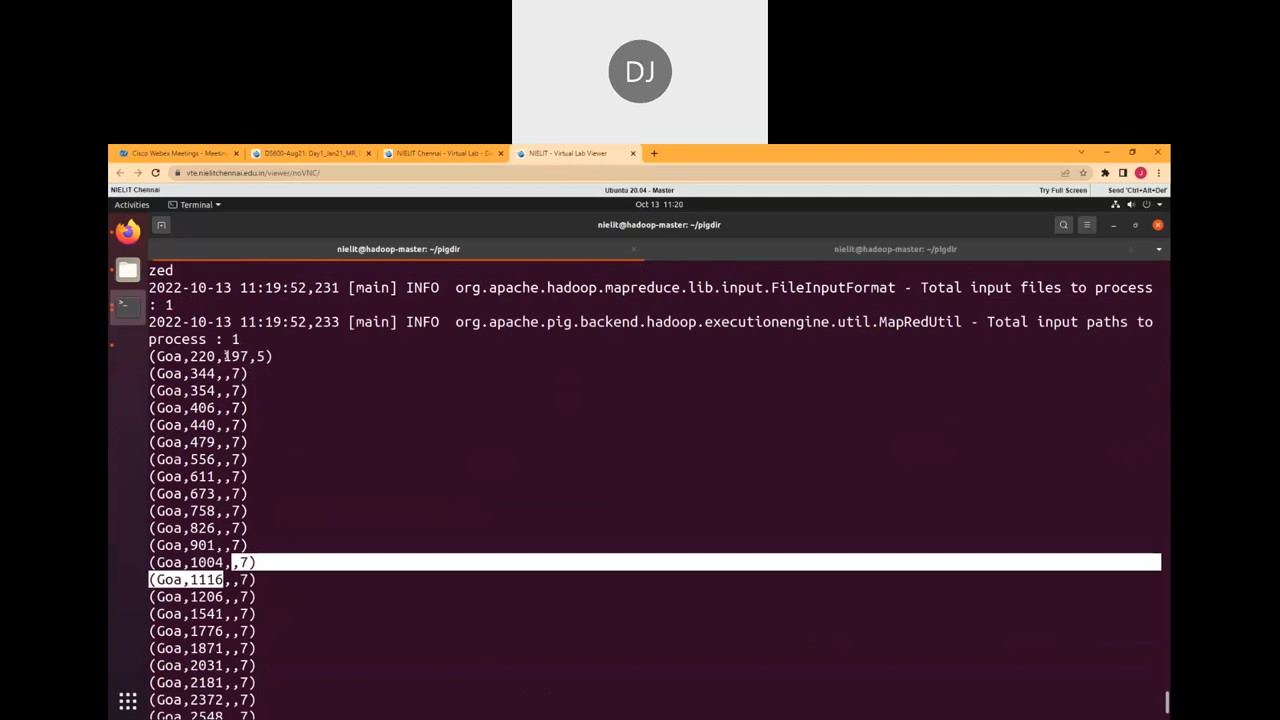 DJ
Cisco Webex Meetings - Meetin
DS600-Aug21: Day1_Jan21_MR,
NIELIT Chennai - Virtual Lab - D
NIELIT - Virtual Lab Viewer
vte.nielitchennai.edu.in/viewer/noVNC/
J
NIELIT Chennai
Ubuntu 20.04 - Master
Try Full Screen
Send 'Ctrl+Alt+Del'
Activities
Terminal
Oct 13 11:20
nielit@hadoop-master: ~/pigdir
nielit@hadoop-master: ~/pigdir
nielit@hadoop-master: ~/pigdir
zed
2022-10-13 11:19:52,231 [main] INFO  org.apache.hadoop.mapreduce.lib.input.FileInputFormat - Total input files to process
: 1
2022-10-13 11:19:52,233 [main] INFO  org.apache.pig.backend.hadoop.executionengine.util.MapRedUtil - Total input paths to
process : 1
(Goa,220,197,5)
(Goa,344,,7)
(Goa,354,,7)
(Goa,406,,7)
(Goa,440,,7)
(Goa,479,,7)
(Goa,556,,7)
(Goa,611,,7)
(Goa,673,,7)
(Goa,758,,7)
(Goa,826,,7)
(Goa,901,,7)
(Goa,1004,,7)
(Goa,1116,,7)
(Goa,1206,,7)
(Goa,1541,,7)
(Goa,1776,,7)
(Goa,1871,,7)
(Goa,2031,,7)
(Goa,2181,,7)
(Goa,2372,,7)
(Goa,2548,,7)